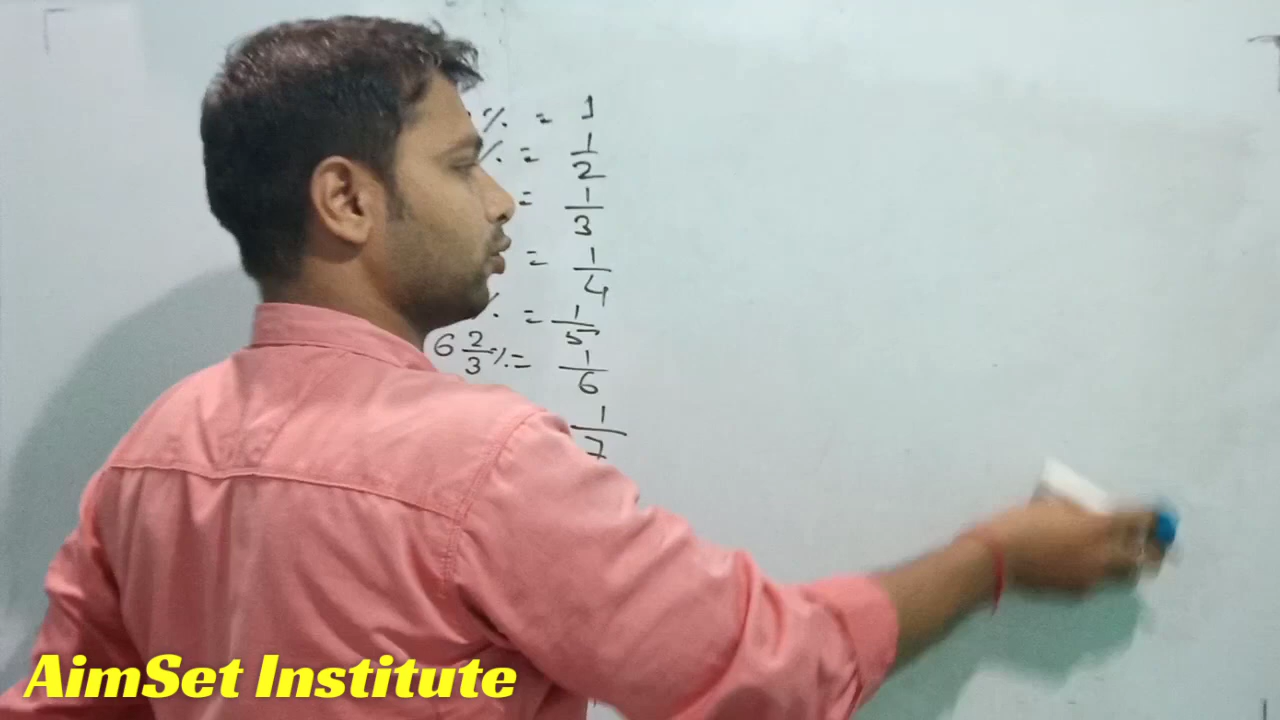 % = 1
% = 1/2
= 1/3
= 1/4
% = 1/5
6 2/3 % = 1/6
1/7
AimSet Institute